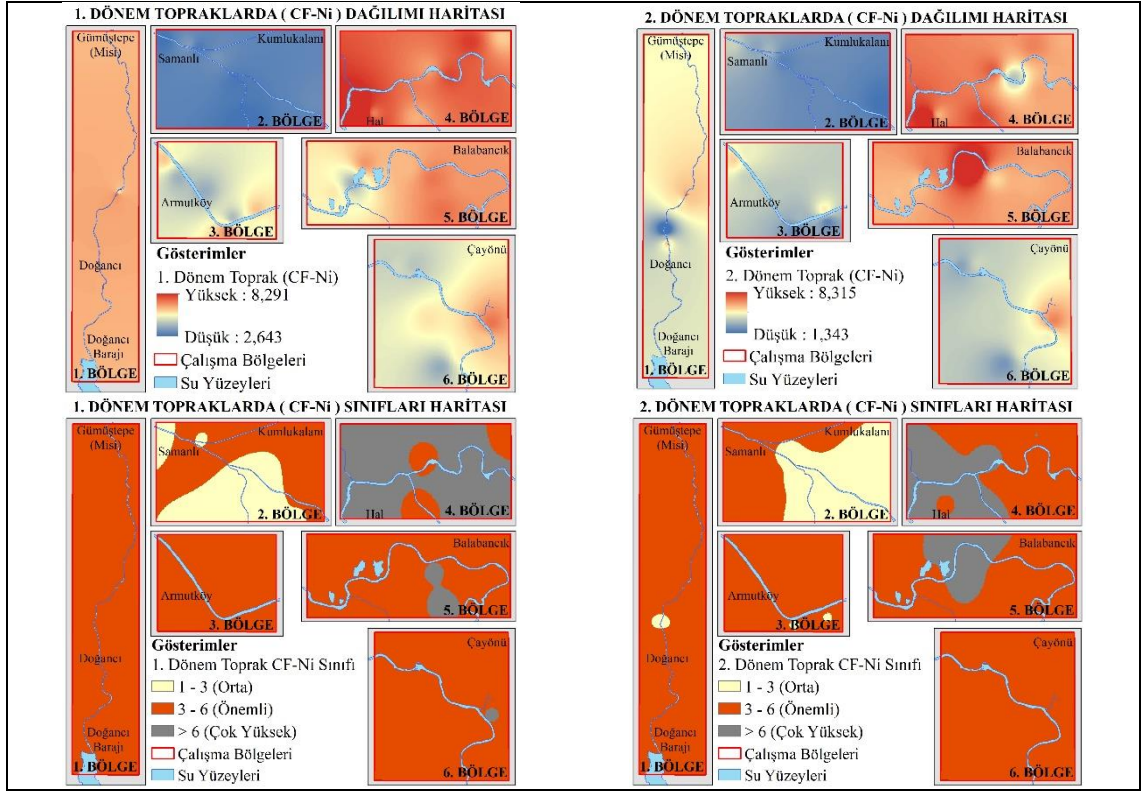 1. DÖNEM TOPRAKLARDA ( CF-Ni ) DAĞILIMI HARİTASI
Gümüştepe
(Misi)
Doğancı
Doğancı
Barajı
1. BÖLGE
Kumlukalanı
Samanlı
2. BÖLGE
Hal
4. BÖLGE
Armutköy
3. BÖLGE
Balabancık
5. BÖLGE
Çayönü
6. BÖLGE
Gösterimler
1. Dönem Toprak (CF-Ni)
Yüksek : 8,291
Düşük : 2,643
Çalışma Bölgeleri
Su Yüzeyleri
2. DÖNEM TOPRAKLARDA ( CF-Ni ) DAĞILIMI HARİTASI
Gümüştepe
(Misi)
Doğancı
Doğancı
Barajı
1. BÖLGE
Kumlukalanı
Samanlı
2. BÖLGE
Hal
4. BÖLGE
Armutköy
3. BÖLGE
Balabancık
5. BÖLGE
Çayönü
6. BÖLGE
Gösterimler
2. Dönem Toprak (CF-Ni)
Yüksek : 8,315
Düşük : 1,343
Çalışma Bölgeleri
Su Yüzeyleri
1. DÖNEM TOPRAKLARDA ( CF-Ni ) SINIFLARI HARİTASI
Gümüştepe
(Misi)
Doğancı
Doğancı
Barajı
1. BÖLGE
Kumlukalanı
Samanlı
2. BÖLGE
Hal
4. BÖLGE
Armutköy
3. BÖLGE
Balabancık
5. BÖLGE
Çayönü
6. BÖLGE
Gösterimler
1. Dönem Toprak CF-Ni Sınıfı
1 - 3 (Orta)
3 - 6 (Önemli)
> 6 (Çok Yüksek)
Çalışma Bölgeleri
Su Yüzeyleri
2. DÖNEM TOPRAKLARDA ( CF-Ni ) SINIFLARI HARİTASI
Gümüştepe
(Misi)
Doğancı
Doğancı
Barajı
1. BÖLGE
Kumlukalanı
Samanlı
2. BÖLGE
Hal
4. BÖLGE
Armutköy
3. BÖLGE
Balabancık
5. BÖLGE
Çayönü
6. BÖLGE
Gösterimler
2. Dönem Toprak CF-Ni Sınıfı
1 - 3 (Orta)
3 - 6 (Önemli)
> 6 (Çok Yüksek)
Çalışma Bölgeleri
Su Yüzeyleri